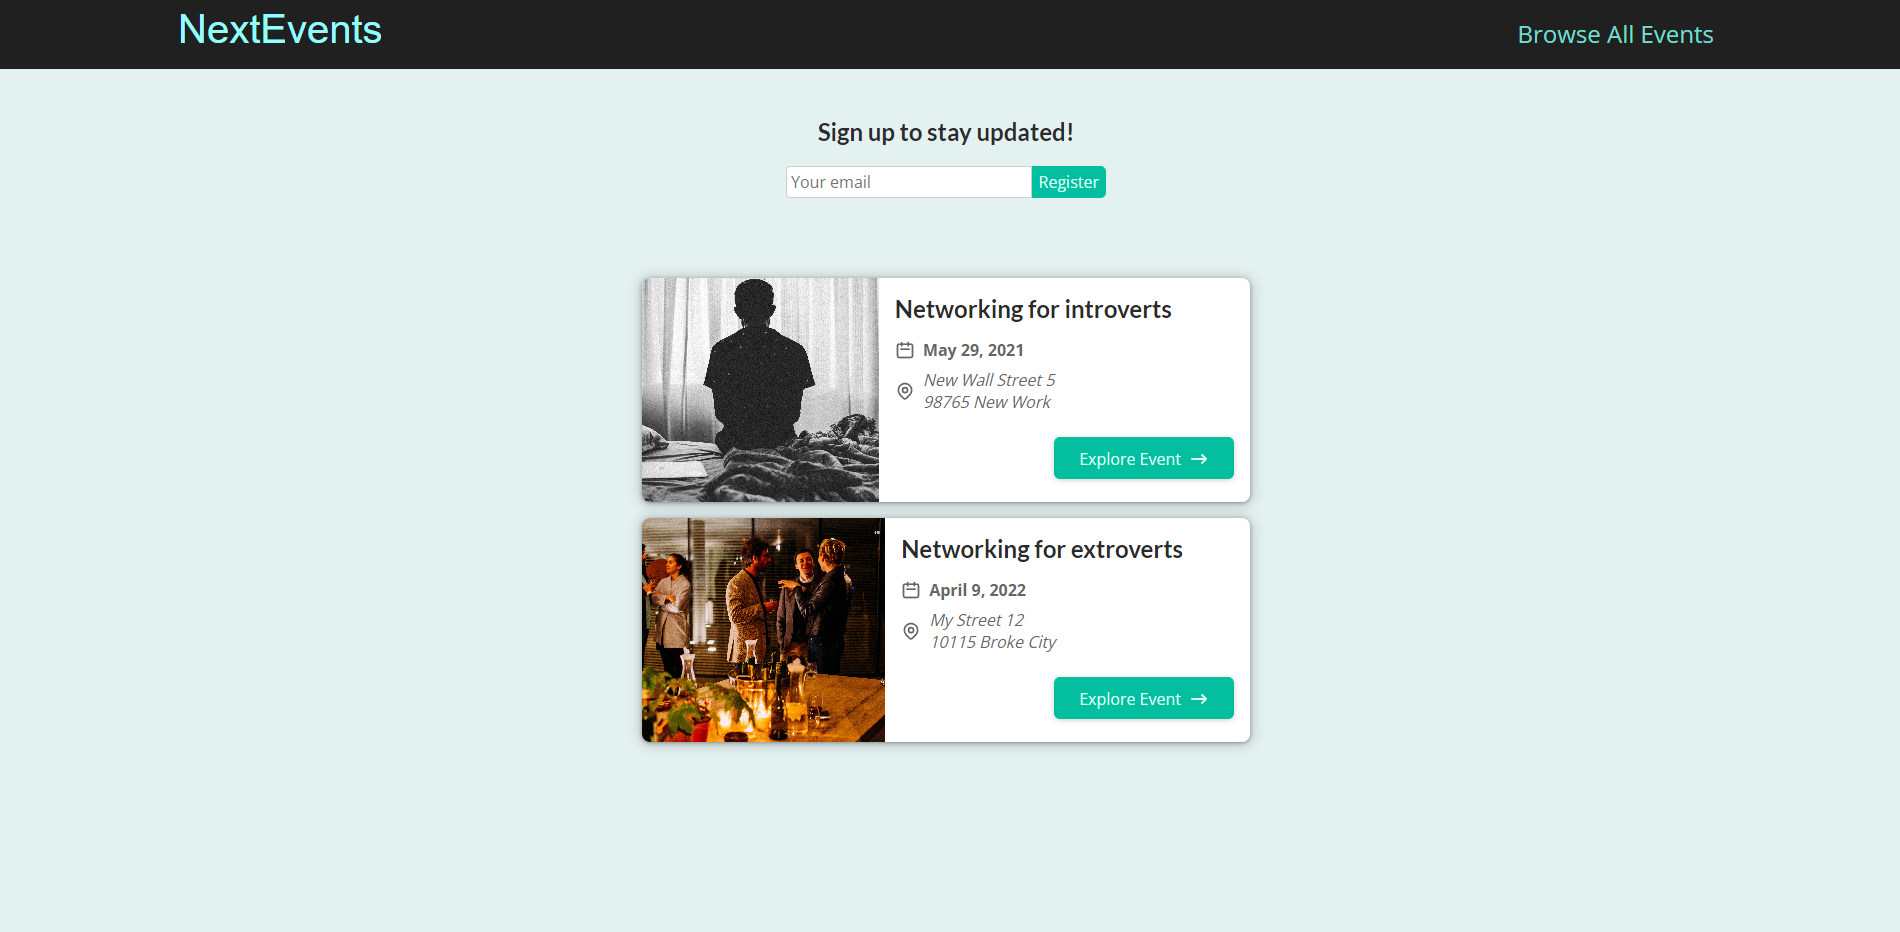 NextEvents
Browse All Events
Sign up to stay updated!
Your email
Register
Networking for introverts
May 29, 2021
New Wall Street 5
98765 New Work
Explore Event
Networking for extroverts
April 9, 2022
My Street 12
10115 Broke City
Explore Event